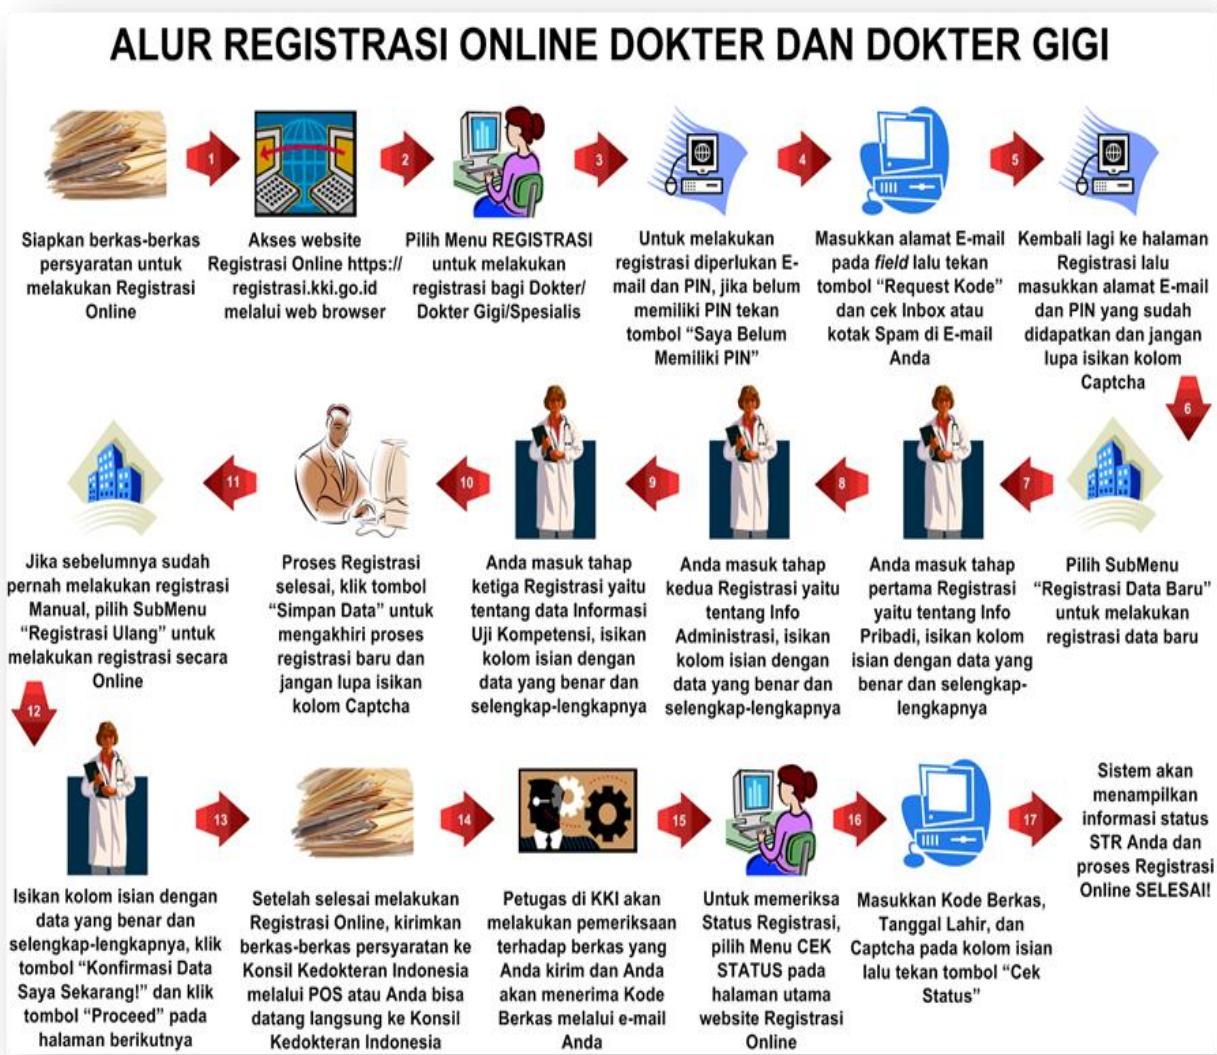 ALUR REGISTRASI ONLINE DOKTER DAN DOKTER GIGI
Siapkan berkas-berkas
persyaratan untuk
melakukan Registrasi
Online
1
Akses website
Registrasi Online https://
registrasi.kki.go.id
melalui web browser
2
Pilih Menu REGISTRASI
untuk melakukan
registrasi bagi Dokter/
Dokter Gigi/Spesialis
3
Untuk melakukan
registrasi diperlukan E-
mail dan PIN, jika belum
memiliki PIN tekan
tombol “Saya Belum
Memiliki PIN”
4
Masukkan alamat E-mail
pada field lalu tekan
tombol “Request Kode”
dan cek Inbox atau
kotak Spam di E-mail
Anda
5
Kembali lagi ke halaman
Registrasi lalu
masukkan alamat E-mail
dan PIN yang sudah
didapatkan dan jangan
lupa isikan kolom
Captcha
6
Pilih SubMenu
“Registrasi Data Baru”
untuk melakukan
registrasi data baru
7
Anda masuk tahap
pertama Registrasi
yaitu tentang Info
Pribadi, isikan kolom
isian dengan data yang
benar dan selengkap-
lengkapnya
8
Anda masuk tahap
kedua Registrasi yaitu
tentang Info
Administrasi, isikan
kolom isian dengan
data yang benar dan
selengkap-lengkapnya
9
Anda masuk tahap
ketiga Registrasi yaitu
tentang data Informasi
Uji Kompetensi, isikan
kolom isian dengan
data yang benar dan
selengkap-lengkapnya
10
Proses Registrasi
selesai, klik tombol
“Simpan Data” untuk
mengakhiri proses
registrasi baru dan
jangan lupa isikan
kolom Captcha
11
Jika sebelumnya sudah
pernah melakukan registrasi
Manual, pilih SubMenu
“Registrasi Ulang” untuk
melakukan registrasi secara
Online
12
Isikan kolom isian dengan
data yang benar dan
selengkap-lengkapnya, klik
tombol “Konfirmasi Data
Saya Sekarang!” dan klik
tombol “Proceed” pada
halaman berikutnya
13
Setelah selesai melakukan
Registrasi Online, kirimkan
berkas-berkas persyaratan ke
Konsil Kedokteran Indonesia
melalui POS atau Anda bisa
datang langsung ke Konsil
Kedokteran Indonesia
14
Petugas di KKI akan
melakukan pemeriksaan
terhadap berkas yang
Anda kirim dan Anda
akan menerima Kode
Berkas melalui e-mail
Anda
15
Untuk memeriksa
Status Registrasi,
pilih Menu CEK
STATUS pada
halaman utama
website Registrasi
Online
16
Masukkan Kode Berkas,
Tanggal Lahir, dan
Captcha pada kolom isian
lalu tekan tombol “Cek
Status”
17
Sistem akan
menampilkan
informasi status
STR Anda dan
proses Registrasi
Online SELESAI!